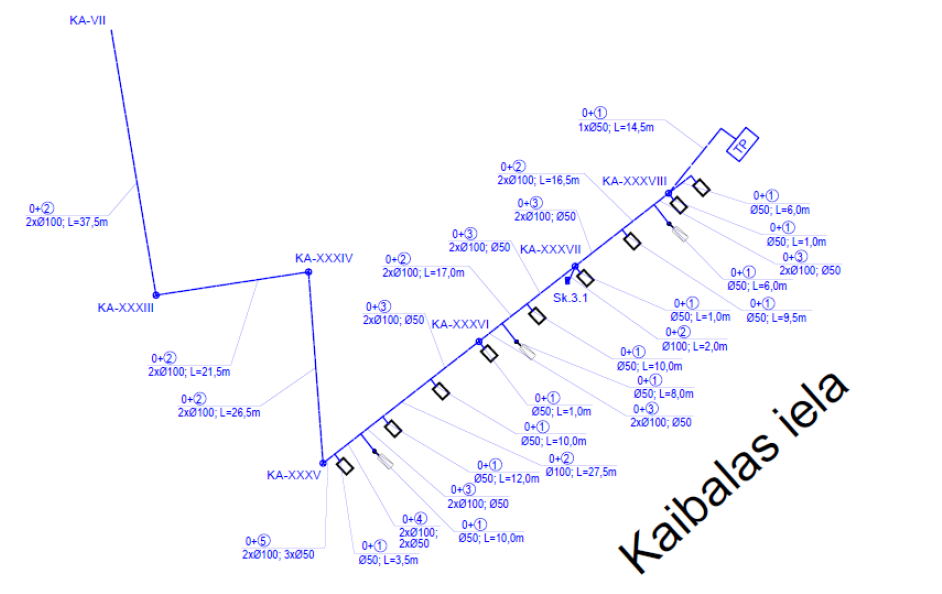 KA-VII
0+①
1xØ50; L=14,5m
TP
0+②
2xØ100; L=16,5m
KA-XXXVIII
0+①
Ø50; L=6,0m
0+②
2xØ100; L=37,5m
0+③
2xØ100; Ø50
0+①
Ø50; L=1,0m
0+③
2xØ100; Ø50
KA-XXXVII
0+③
2xØ100; Ø50
KA-XXXIV
0+②
2xØ100; L=17,0m
0+①
Ø50; L=6,0m
Sk.3.1
KA-XXXIII
0+③
2xØ100; Ø50
0+①
Ø50; L=1,0m
0+①
Ø50; L=9,5m
KA-XXXVI
0+②
Ø100; L=2,0m
0+②
2xØ100; L=21,5m
0+①
Ø50; L=10,0m
0+①
Ø50; L=8,0m
0+②
2xØ100; L=26,5m
0+①
Ø50; L=1,0m
0+③
2xØ100; Ø50
Kaibalas iela
0+①
Ø50; L=10,0m
KA-XXXV
0+①
Ø50; L=12,0m
0+②
Ø100; L=27,5m
0+③
2xØ100; Ø50
0+④
2xØ100;
2xØ50
0+①
Ø50; L=10,0m
0+⑤
2xØ100; 3xØ50
0+①
Ø50; L=3,5m